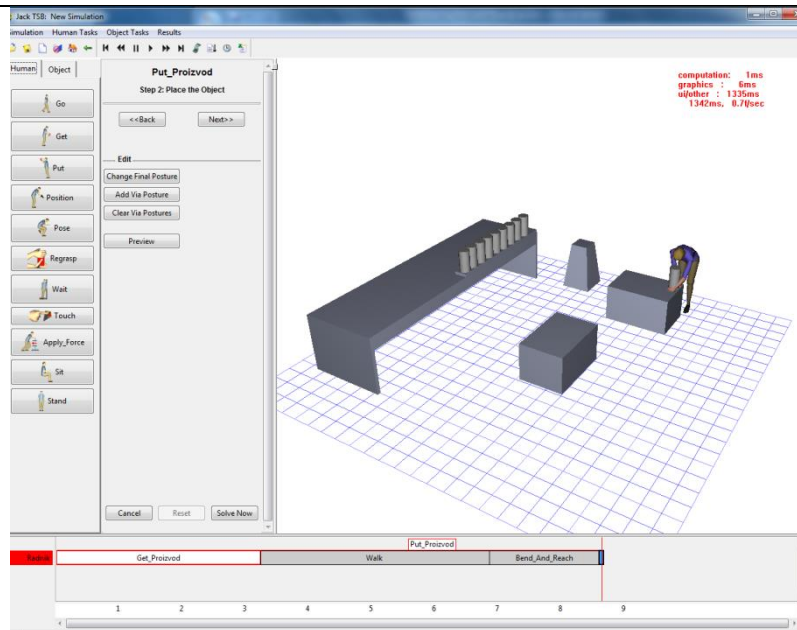 Jack TSB: New Simulation
Simulation Human Tasks Object Tasks Results
Human Object
Go
Get
Put
Position
Pose
Regrasp
Wait
Touch
Apply_Force
Sit
Stand
Put_Proizvod
Step 2: Place the Object
<<Back Next>>
Edit
Change Final Posture
Add Via Posture
Clear Via Postures
Preview
Cancel Reset Solve Now
computation: 1ms
graphics : 6ms
ui/other : 1335ms
1342ms, 0.7f/sec
Put_Proizvod
Get_Proizvod Walk Bend_And_Reach
1 2 3 4 5 6 7 8 9